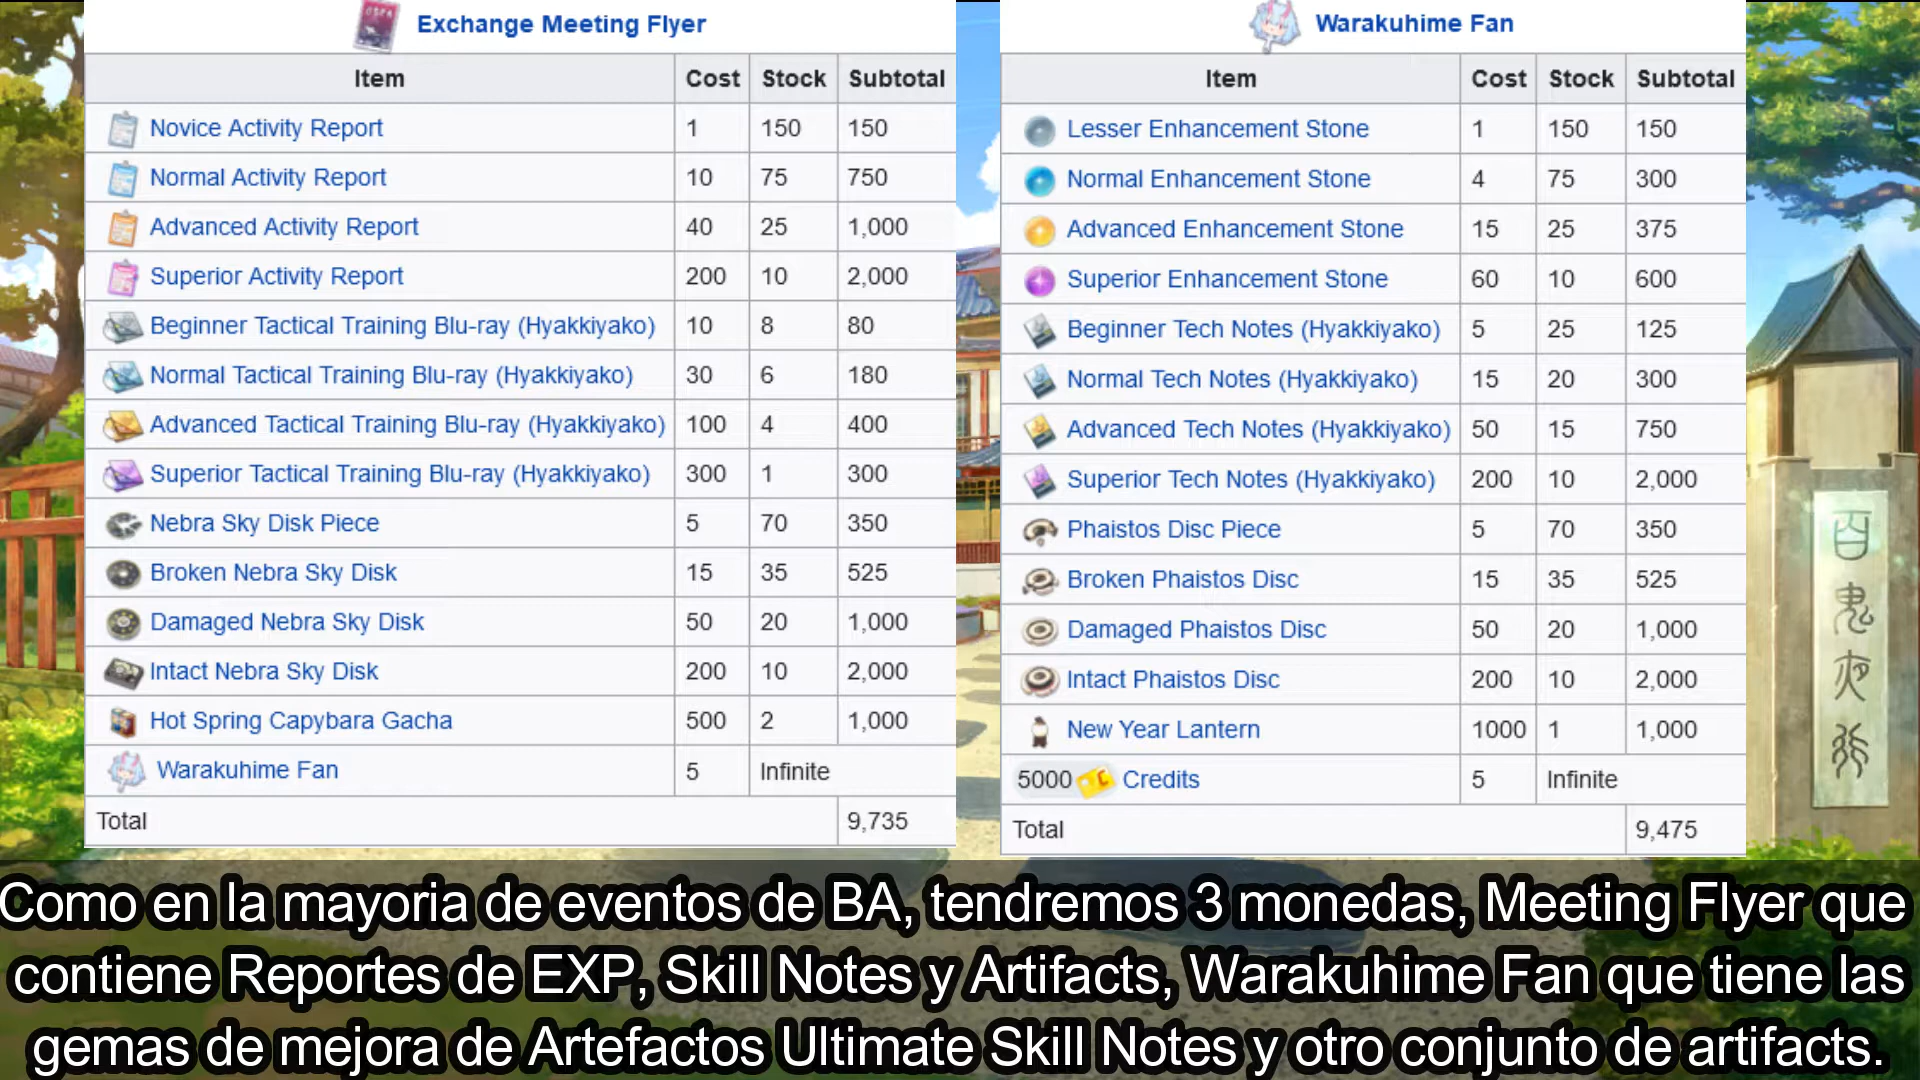 OSPA
Exchange Meeting Flyer
Item Cost Stock Subtotal
Novice Activity Report 1 150 150
Normal Activity Report 10 75 750
Advanced Activity Report 40 25 1,000
Superior Activity Report 200 10 2,000
Beginner Tactical Training Blu-ray (Hyakkiyako) 10 8 80
Normal Tactical Training Blu-ray (Hyakkiyako) 30 6 180
Advanced Tactical Training Blu-ray (Hyakkiyako) 100 4 400
Superior Tactical Training Blu-ray (Hyakkiyako) 300 1 300
Nebra Sky Disk Piece 5 70 350
Broken Nebra Sky Disk 15 35 525
Damaged Nebra Sky Disk 50 20 1,000
Intact Nebra Sky Disk 200 10 2,000
Hot Spring Capybara Gacha 500 2 1,000
Warakuhime Fan 5 Infinite
Total 9,735
Warakuhime Fan
Item Cost Stock Subtotal
Lesser Enhancement Stone 1 150 150
Normal Enhancement Stone 4 75 300
Advanced Enhancement Stone 15 25 375
Superior Enhancement Stone 60 10 600
Beginner Tech Notes (Hyakkiyako) 5 25 125
Normal Tech Notes (Hyakkiyako) 15 20 300
Advanced Tech Notes (Hyakkiyako) 50 15 750
Superior Tech Notes (Hyakkiyako) 200 10 2,000
Phaistos Disc Piece 5 70 350
Broken Phaistos Disc 15 35 525
Damaged Phaistos Disc 50 20 1,000
Intact Phaistos Disc 200 10 2,000
New Year Lantern 1000 1 1,000
5000 Credits 5 Infinite
Total 9,475
百鬼夜行
Como en la mayoria de eventos de BA, tendremos 3 monedas, Meeting Flyer que
contiene Reportes de EXP, Skill Notes y Artifacts, Warakuhime Fan que tiene las
gemas de mejora de Artefactos Ultimate Skill Notes y otro conjunto de artifacts.